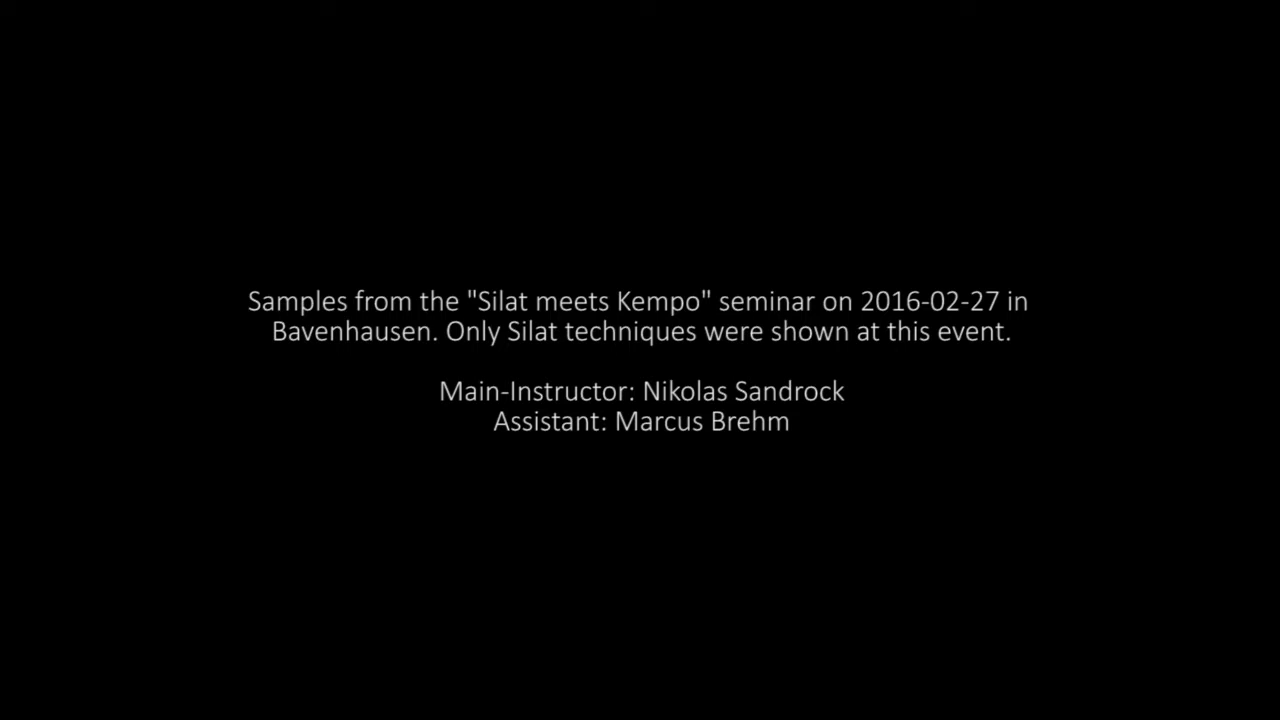 Samples from the "Silat meets Kempo" seminar on 2016-02-27 in
Bavenhausen. Only Silat techniques were shown at this event.
Main-Instructor: Nikolas Sandrock
Assistant: Marcus Brehm